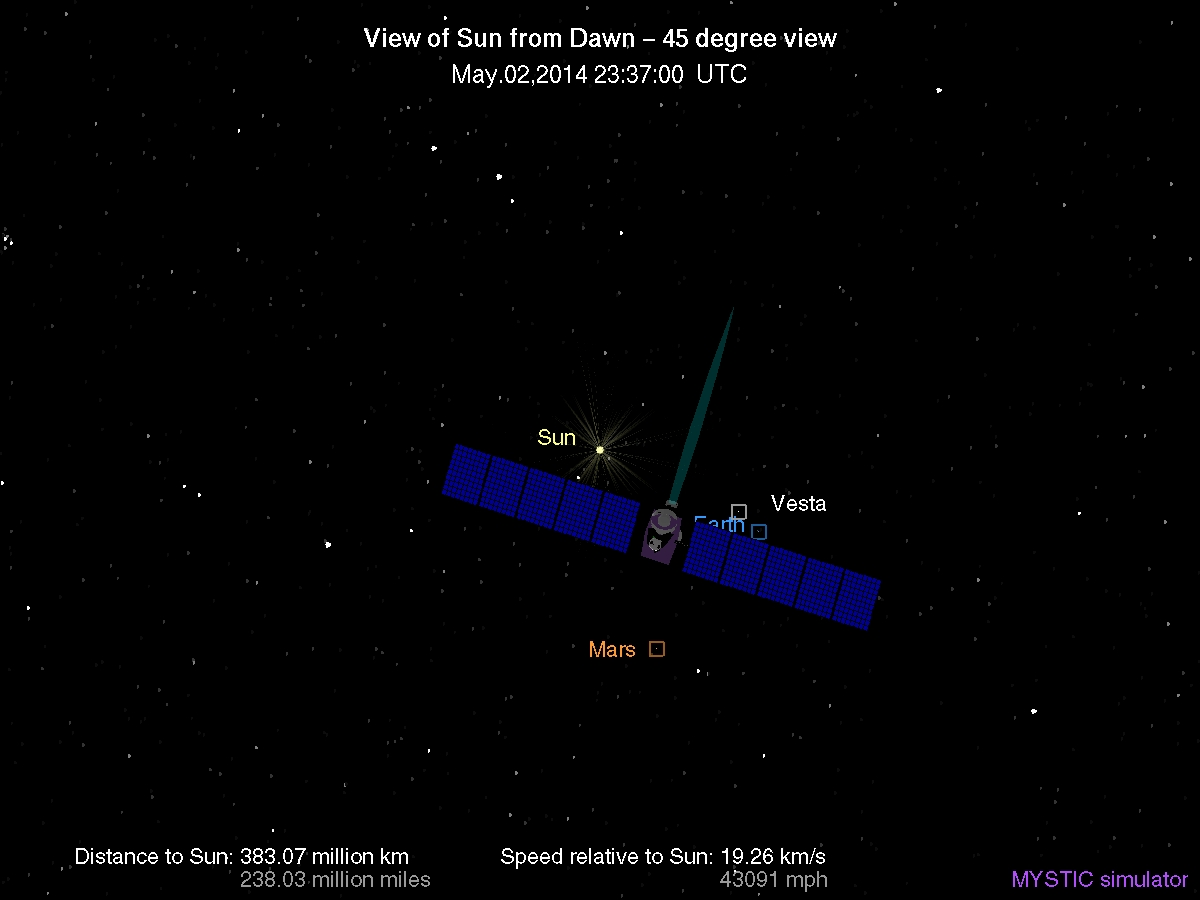 View of Sun from Dawn – 45 degree view
May.02,2014 23:37:00 UTC
Sun
Vesta
Earth
Mars
Distance to Sun: 383.07 million km
238.03 million miles
Speed relative to Sun: 19.26 km/s
43091 mph
MYSTIC simulator